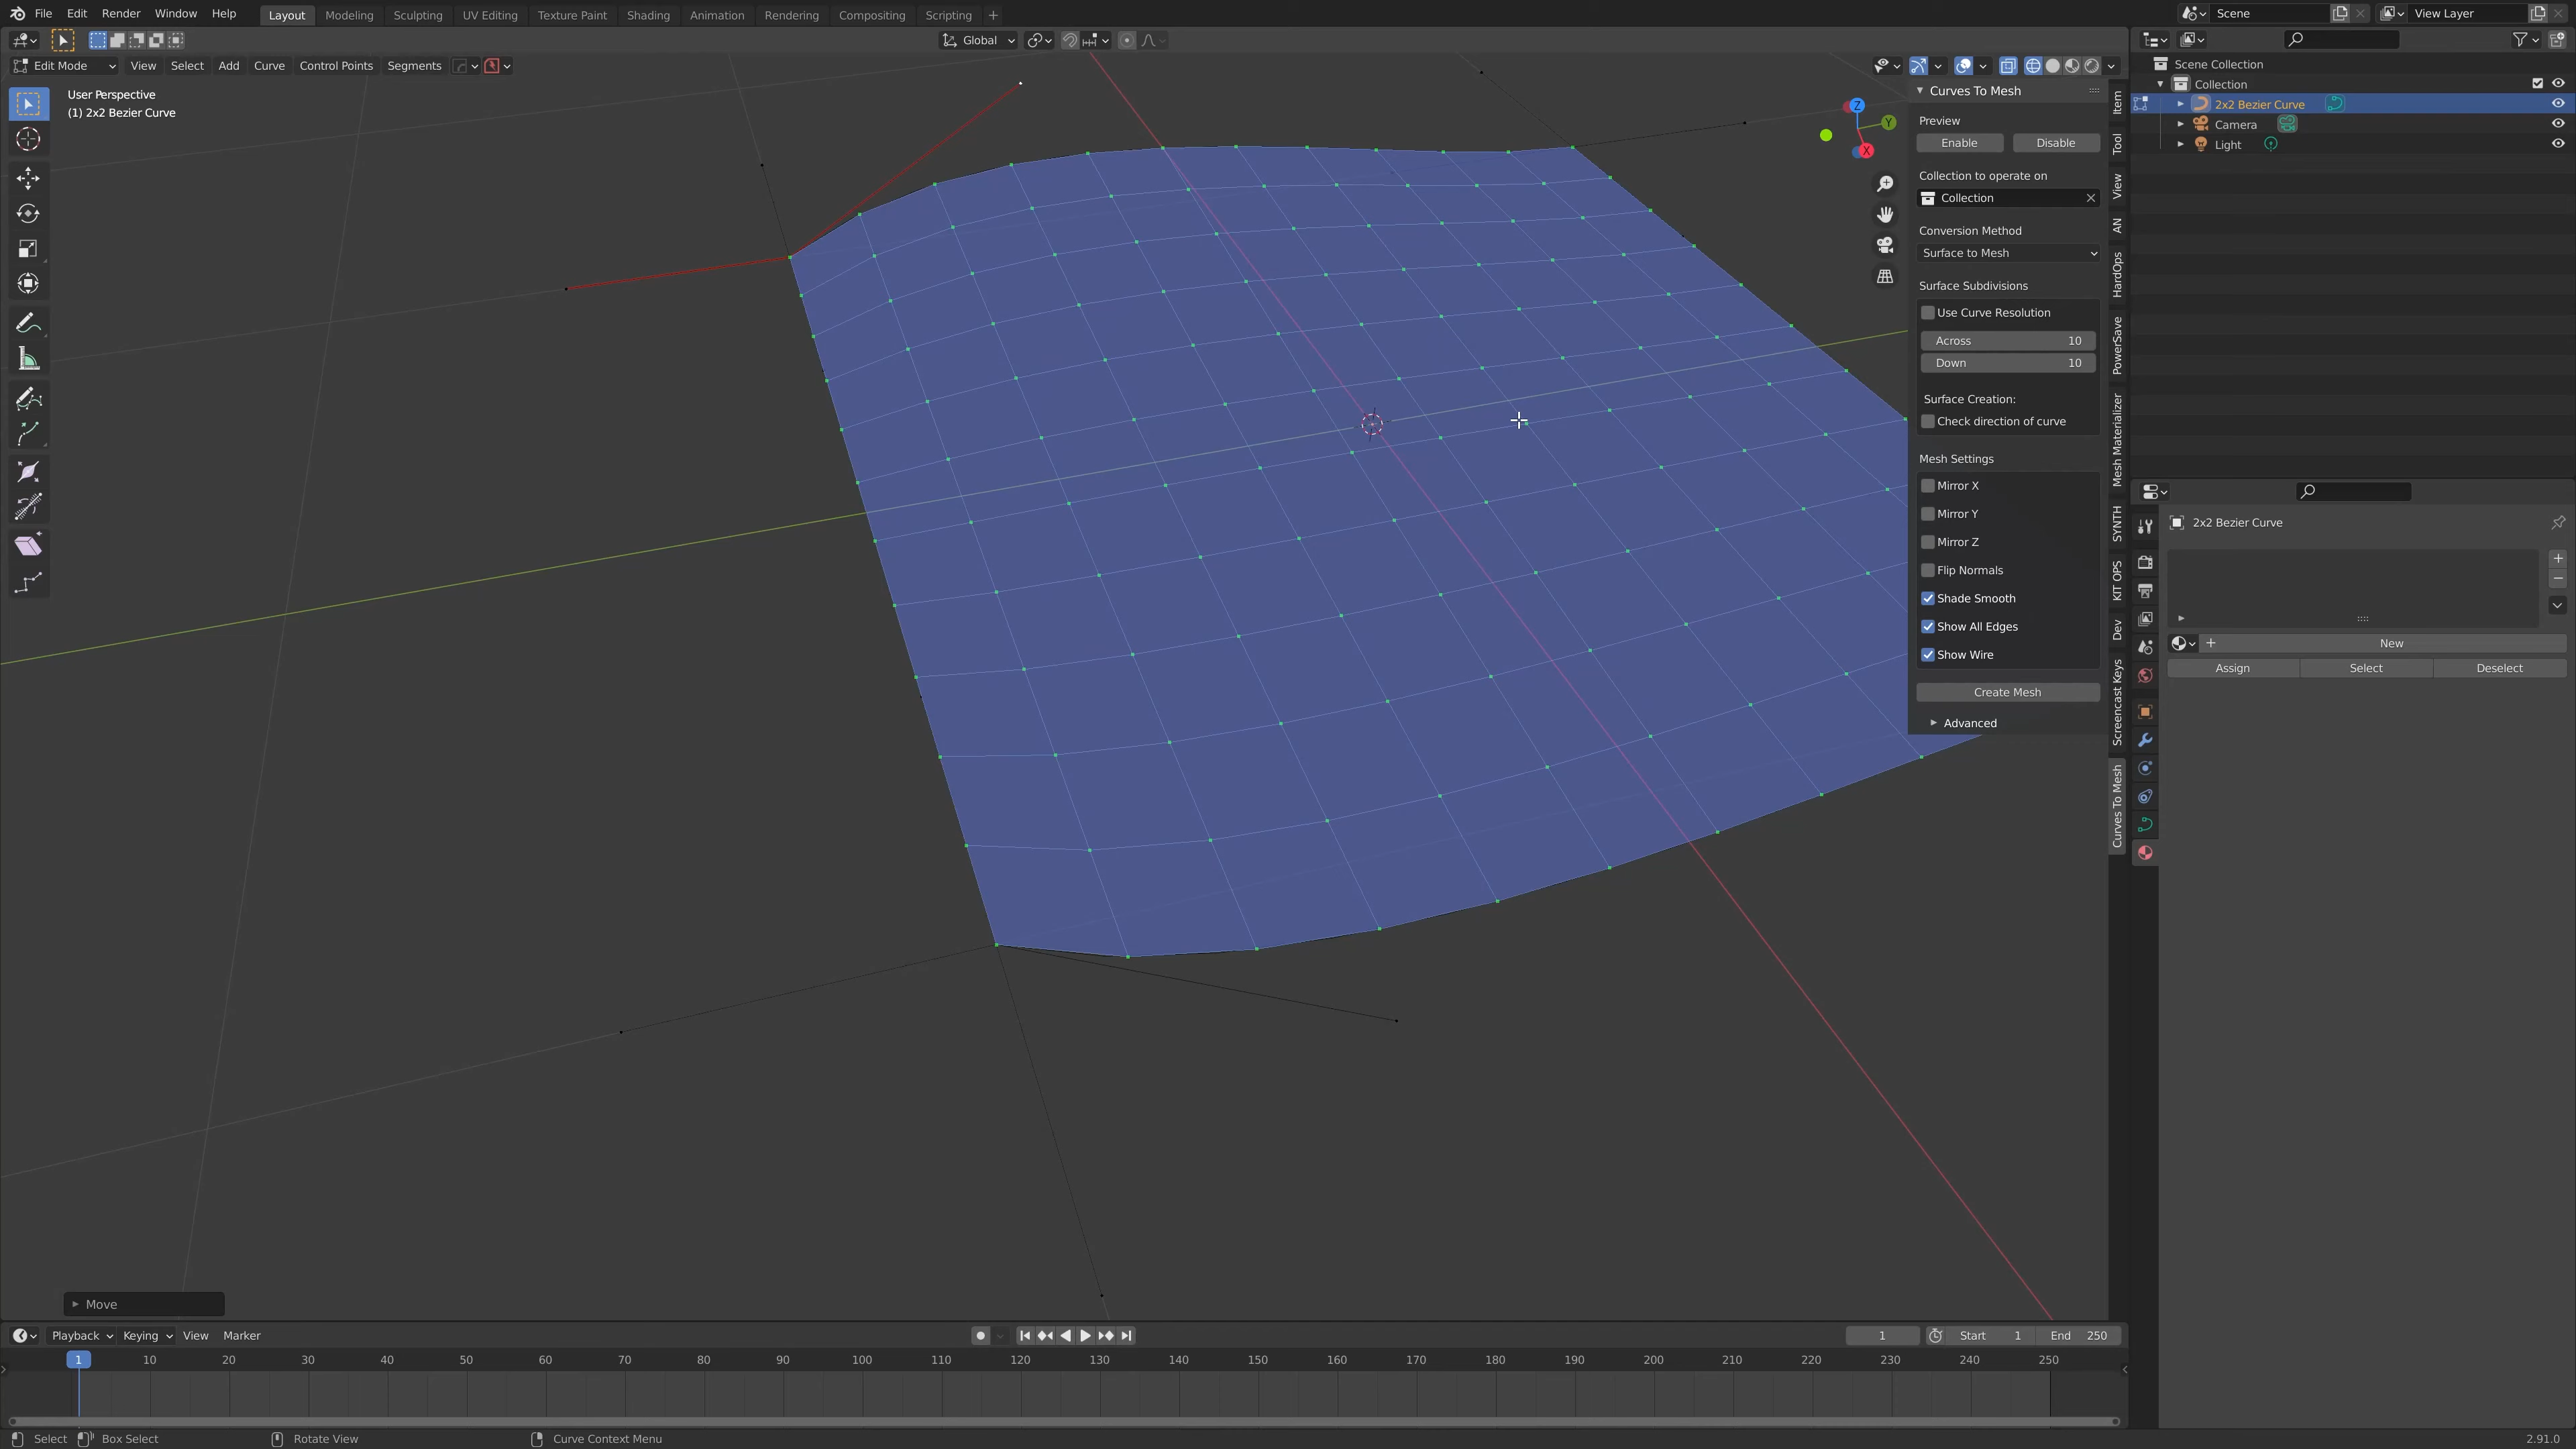 File Edit Render Window Help Layout Modeling Sculpting UV Editing Texture Paint Shading Animation Rendering Compositing Scripting + Scene View Layer
Global
Edit Mode View Select Add Curve Control Points Segments
User Perspective
(1) 2x2 Bezier Curve
Z
Y
X
Curves To Mesh
Preview
Enable Disable
Collection to operate on
Collection
Conversion Method
Surface to Mesh
Surface Subdivisions
Use Curve Resolution
Across 10
Down 10
Surface Creation:
Check direction of curve
Mesh Settings
Mirror X
Mirror Y
Mirror Z
Flip Normals
Shade Smooth
Show All Edges
Show Wire
Create Mesh
Advanced
Item
Tool
View
AN
HardOps
PowerSave
Mesh Materializer
SYNTH
KIT OPS
Dev
Screencast Keys
Curves To Mesh
Scene Collection
Collection
2x2 Bezier Curve
Camera
Light
2x2 Bezier Curve
New
Assign Select Deselect
Move
Playback Keying View Marker 1 Start 1 End 250
1 10 20 30 40 50 60 70 80 90 100 110 120 130 140 150 160 170 180 190 200 210 220 230 240 250
Select Box Select Rotate View Curve Context Menu 2.91.0